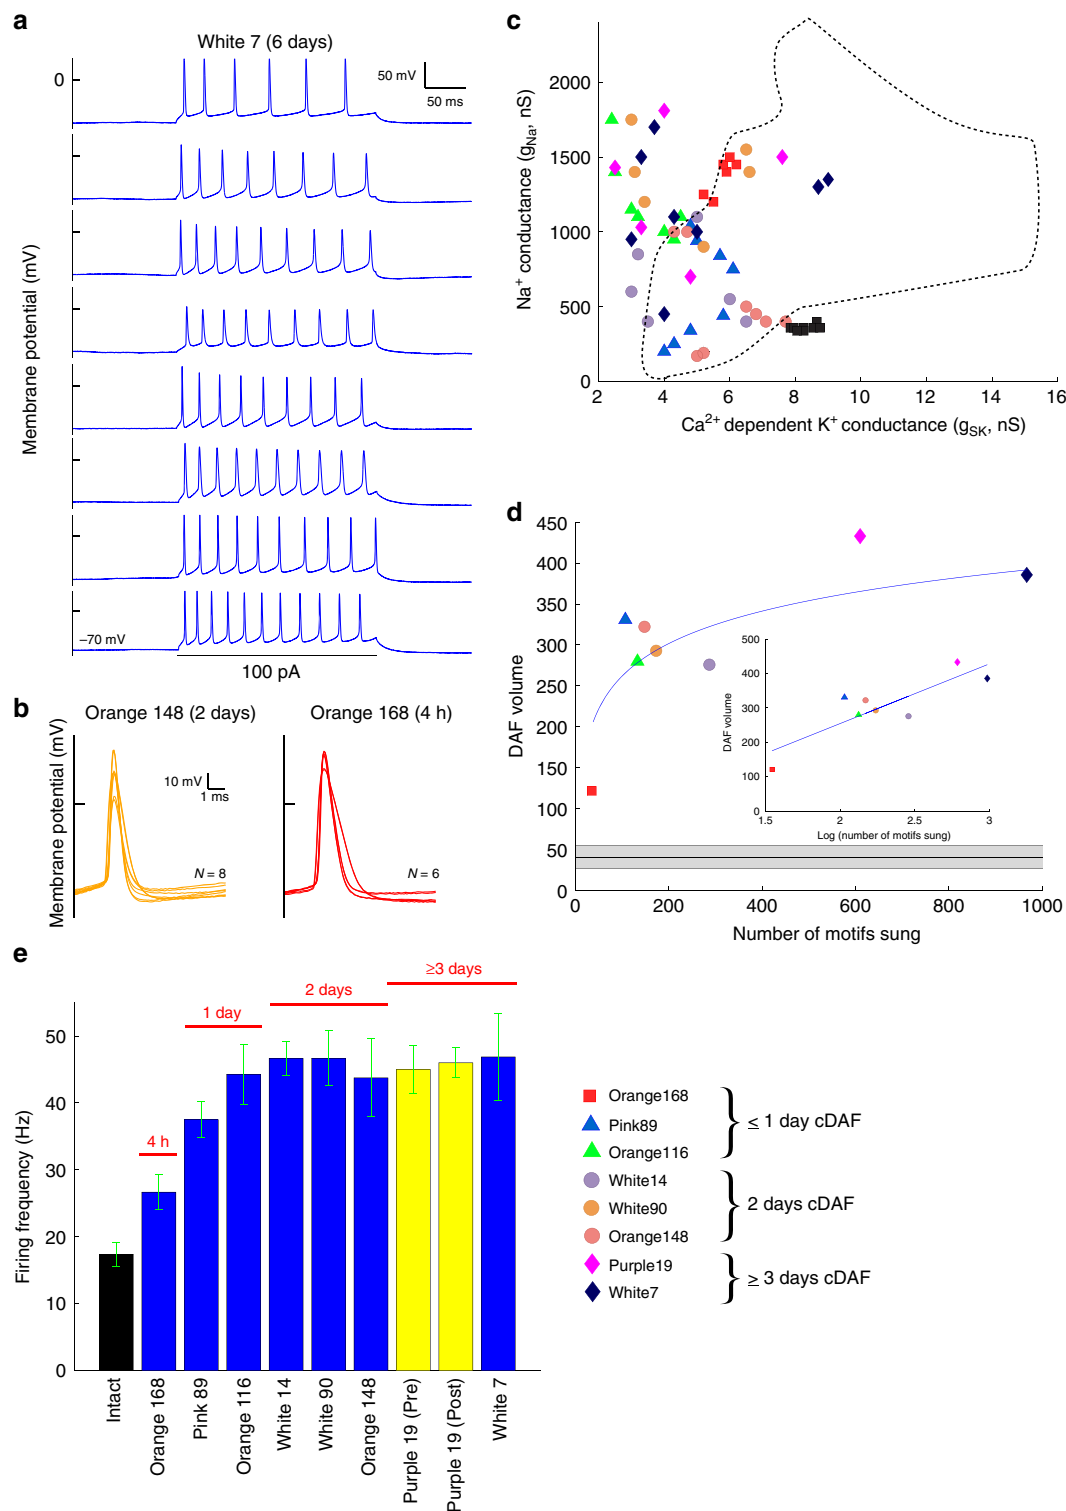 a
White 7 (6 days)
0
50 mV
50 ms
Membrane potential (mV)
–70 mV
100 pA
b
Orange 148 (2 days)
Orange 168 (4 h)
Membrane potential (mV)
10 mV
1 ms
N = 8
N = 6
c
Na+ conductance (gNa, nS)
2000
1500
1000
500
0
2 4 6 8 10 12 14 16
Ca2+ dependent K+ conductance (gSK, nS)
d
DAF volume
450
400
350
300
250
200
150
100
50
0
0 200 400 600 800 1000
Number of motifs sung
DAF volume
500
400
300
200
100
0
1.5 2 2.5 3
Log (number of motifs sung)
e
Firing frequency (Hz)
50
40
30
20
10
0
4 h
1 day
2 days
≥3 days
Intact
Orange 168
Pink 89
Orange 116
White 14
White 90
Orange 148
Purple 19 (Pre)
Purple 19 (Post)
White 7
Orange168
Pink89
Orange116
≤ 1 day cDAF
White14
White90
Orange148
2 days cDAF
Purple19
White7
≥ 3 days cDAF